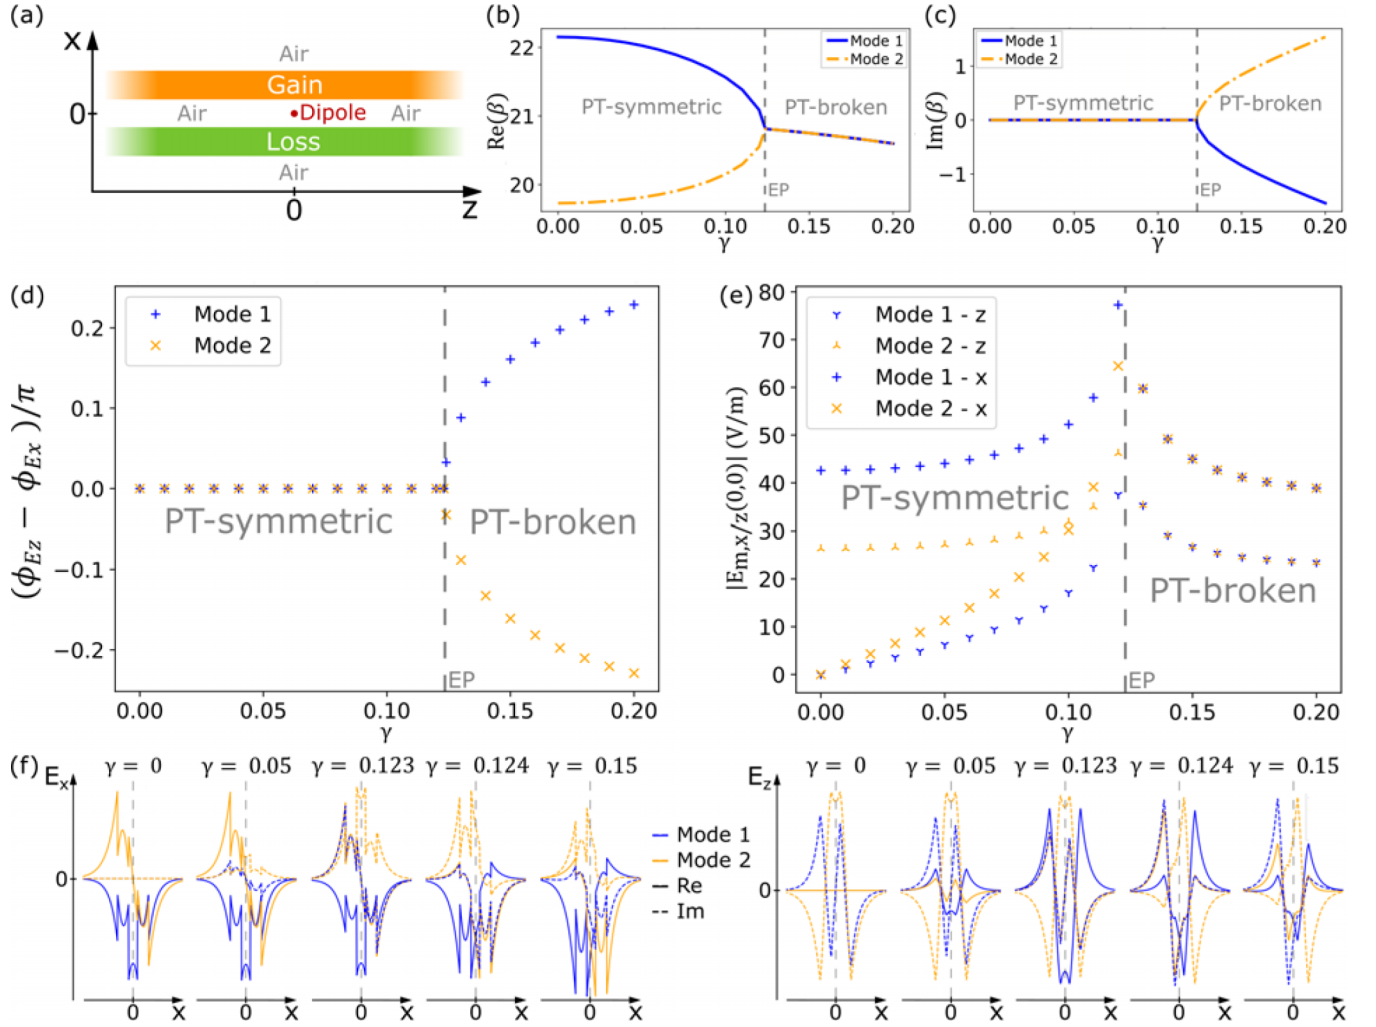 (a)
x
Air
Gain
0
Air
Dipole
Air
Loss
Air
0
z
(b)
22
21
20
Re(β)
Mode 1
Mode 2
PT-symmetric
PT-broken
EP
0.00 0.05 0.10 0.15 0.20
γ
(c)
1
0
−1
Im(β)
Mode 1
Mode 2
PT-symmetric
PT-broken
EP
0.00 0.05 0.10 0.15 0.20
γ
(d)
0.2
0.1
0.0
−0.1
−0.2
((ϕEz − ϕEx)/π
Mode 1
Mode 2
PT-symmetric
PT-broken
EP
0.00 0.05 0.10 0.15 0.20
γ
(e)
80
70
60
50
40
30
20
10
0
|Em,x/z(0,0)| (V/m)
Mode 1 - z
Mode 2 - z
Mode 1 - x
Mode 2 - x
PT-symmetric
PT-broken
EP
0.00 0.05 0.10 0.15 0.20
γ
(f)
Ex
γ = 0 γ = 0.05 γ = 0.123 γ = 0.124 γ = 0.15
0
Mode 1
Mode 2
Re
Im
0 x 0 x 0 x 0 x 0 x
Ez
γ = 0 γ = 0.05 γ = 0.123 γ = 0.124 γ = 0.15
0
0 x 0 x 0 x 0 x 0 x